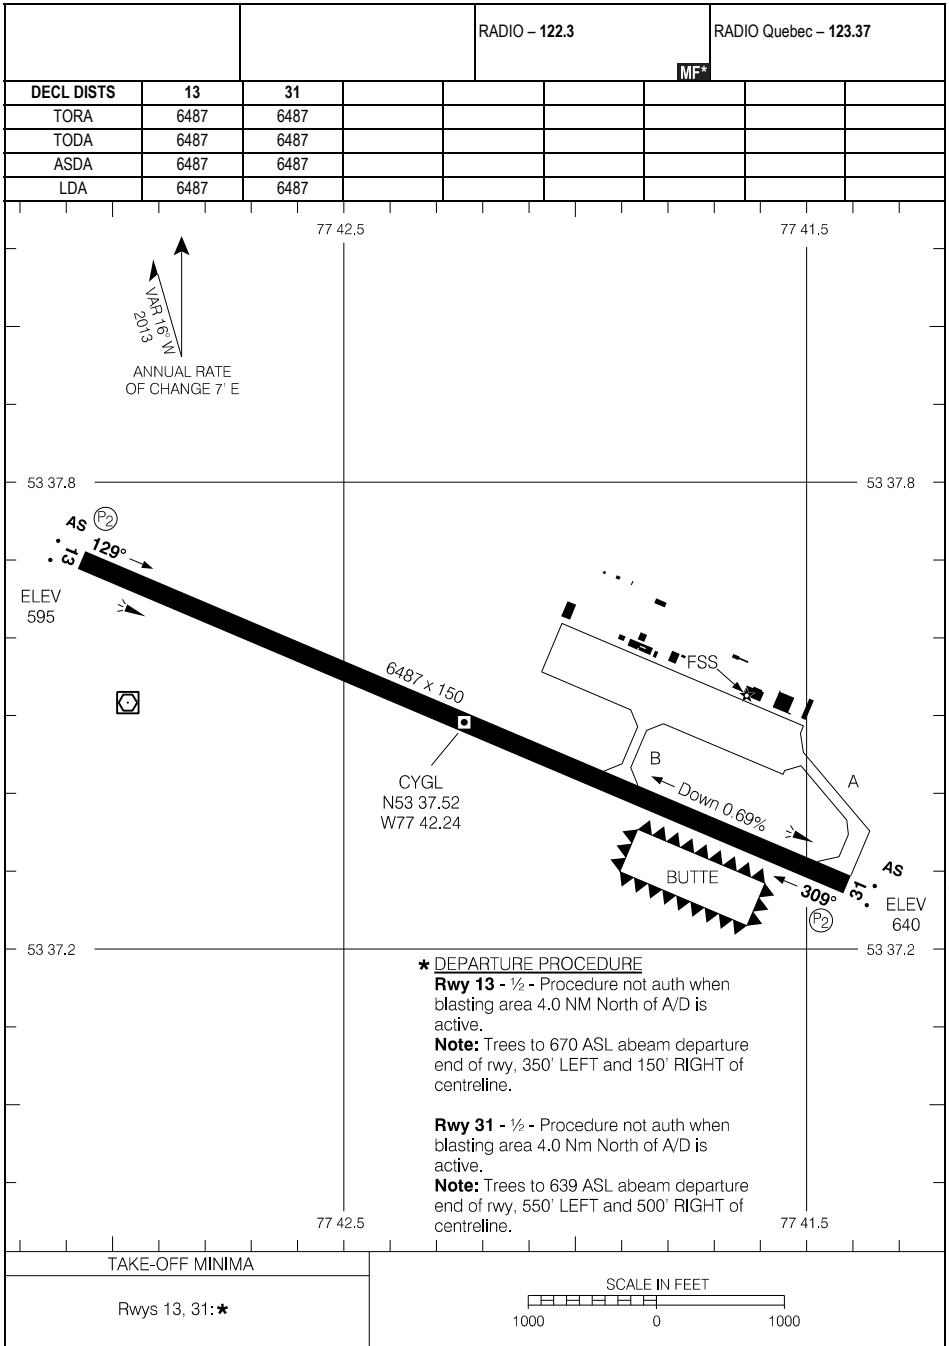 RADIO – 122.3
RADIO Quebec – 123.37
MF*
DECL DISTS 13 31
TORA 6487 6487
TODA 6487 6487
ASDA 6487 6487
LDA 6487 6487
77 42.5 77 41.5
VAR 16° W
2013
ANNUAL RATE
OF CHANGE 7' E
53 37.8 53 37.8
AS P2
13 129°
ELEV
595
6487 x 150
FSS
CYGL
N53 37.52
W77 42.24
B
A
Down 0.69%
BUTTE
309° 31 AS
P2
ELEV
640
53 37.2 53 37.2
* DEPARTURE PROCEDURE
Rwy 13 - ½ - Procedure not auth when
blasting area 4.0 NM North of A/D is
active.
Note: Trees to 670 ASL abeam departure
end of rwy, 350' LEFT and 150' RIGHT of
centreline.
Rwy 31 - ½ - Procedure not auth when
blasting area 4.0 Nm North of A/D is
active.
Note: Trees to 639 ASL abeam departure
end of rwy, 550' LEFT and 500' RIGHT of
centreline.
77 42.5 77 41.5
TAKE-OFF MINIMA
Rwys 13, 31:*
SCALE IN FEET
1000 0 1000